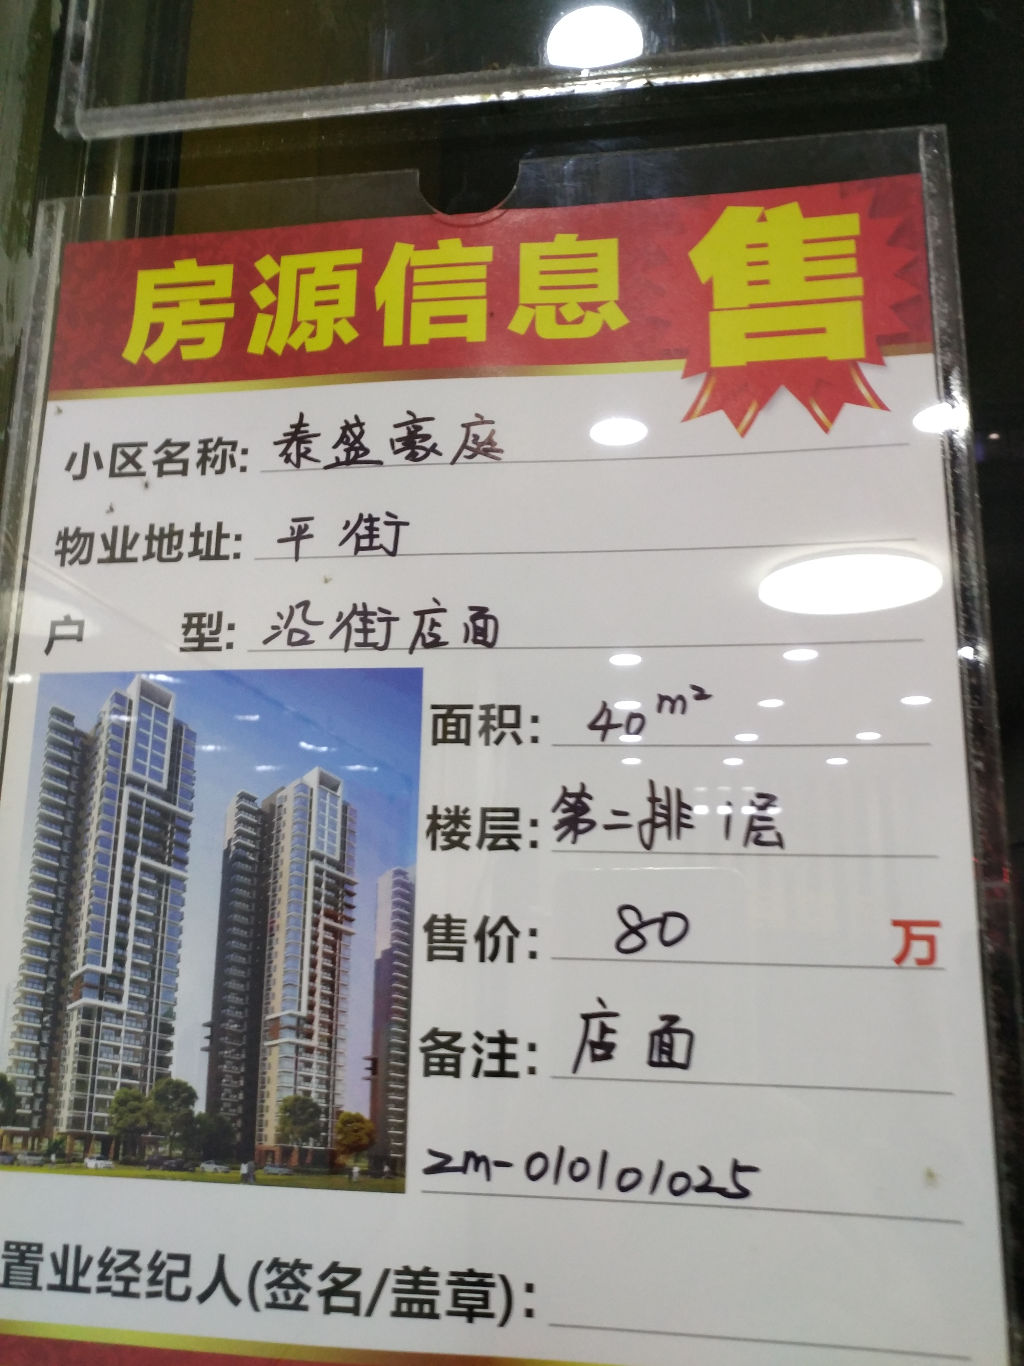 房源信息 售
小区名称: 泰盛豪庭
物业地址: 平街
户 型: 沿街店面
面积: 40m²
楼层: 第二排1层
售价: 80 万
备注: 店面
zm-010101025
置业经纪人(签名/盖章):